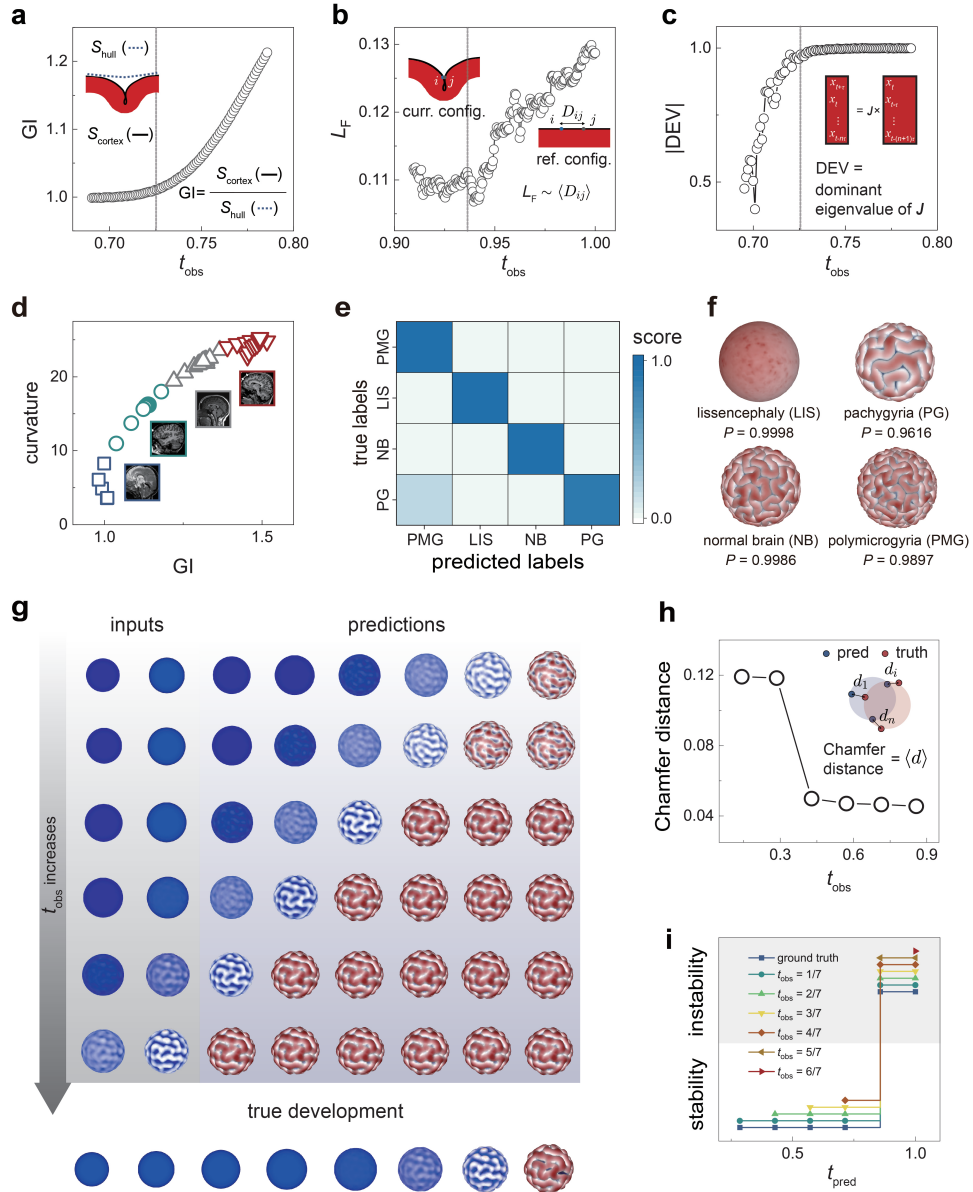 a
S_hull (····)
S_cortex (—)
GI= S_cortex (—) / S_hull (····)
GI
1.2
1.1
1.0
0.70
0.75
0.80
t_obs
b
i j
curr. config.
D_ij
i j
ref. config.
L_F ~ ⟨D_ij⟩
L_F
0.13
0.12
0.11
0.90
0.95
1.00
t_obs
c
= J×
DEV =
dominant
eigenvalue of J
|DEV|
1.0
0.5
0.70
0.75
0.80
t_obs
d
curvature
20
10
0
1.0
1.5
GI
e
true labels
PMG
LIS
NB
PG
PMG
LIS
NB
PG
predicted labels
score
1.0
0.0
f
lissencephaly (LIS)
P = 0.9998
pachygyria (PG)
P = 0.9616
normal brain (NB)
P = 0.9986
polymicrogyria (PMG)
P = 0.9897
g
inputs
predictions
t_obs increases
true development
h
pred
truth
d_1
d_i
d_n
Chamfer
distance
= ⟨d⟩
Chamfer distance
0.12
0.08
0.04
0.3
0.6
0.9
t_obs
i
instability
stability
ground truth
t_obs = 1/7
t_obs = 2/7
t_obs = 3/7
t_obs = 4/7
t_obs = 5/7
t_obs = 6/7
0.5
1.0
t_pred